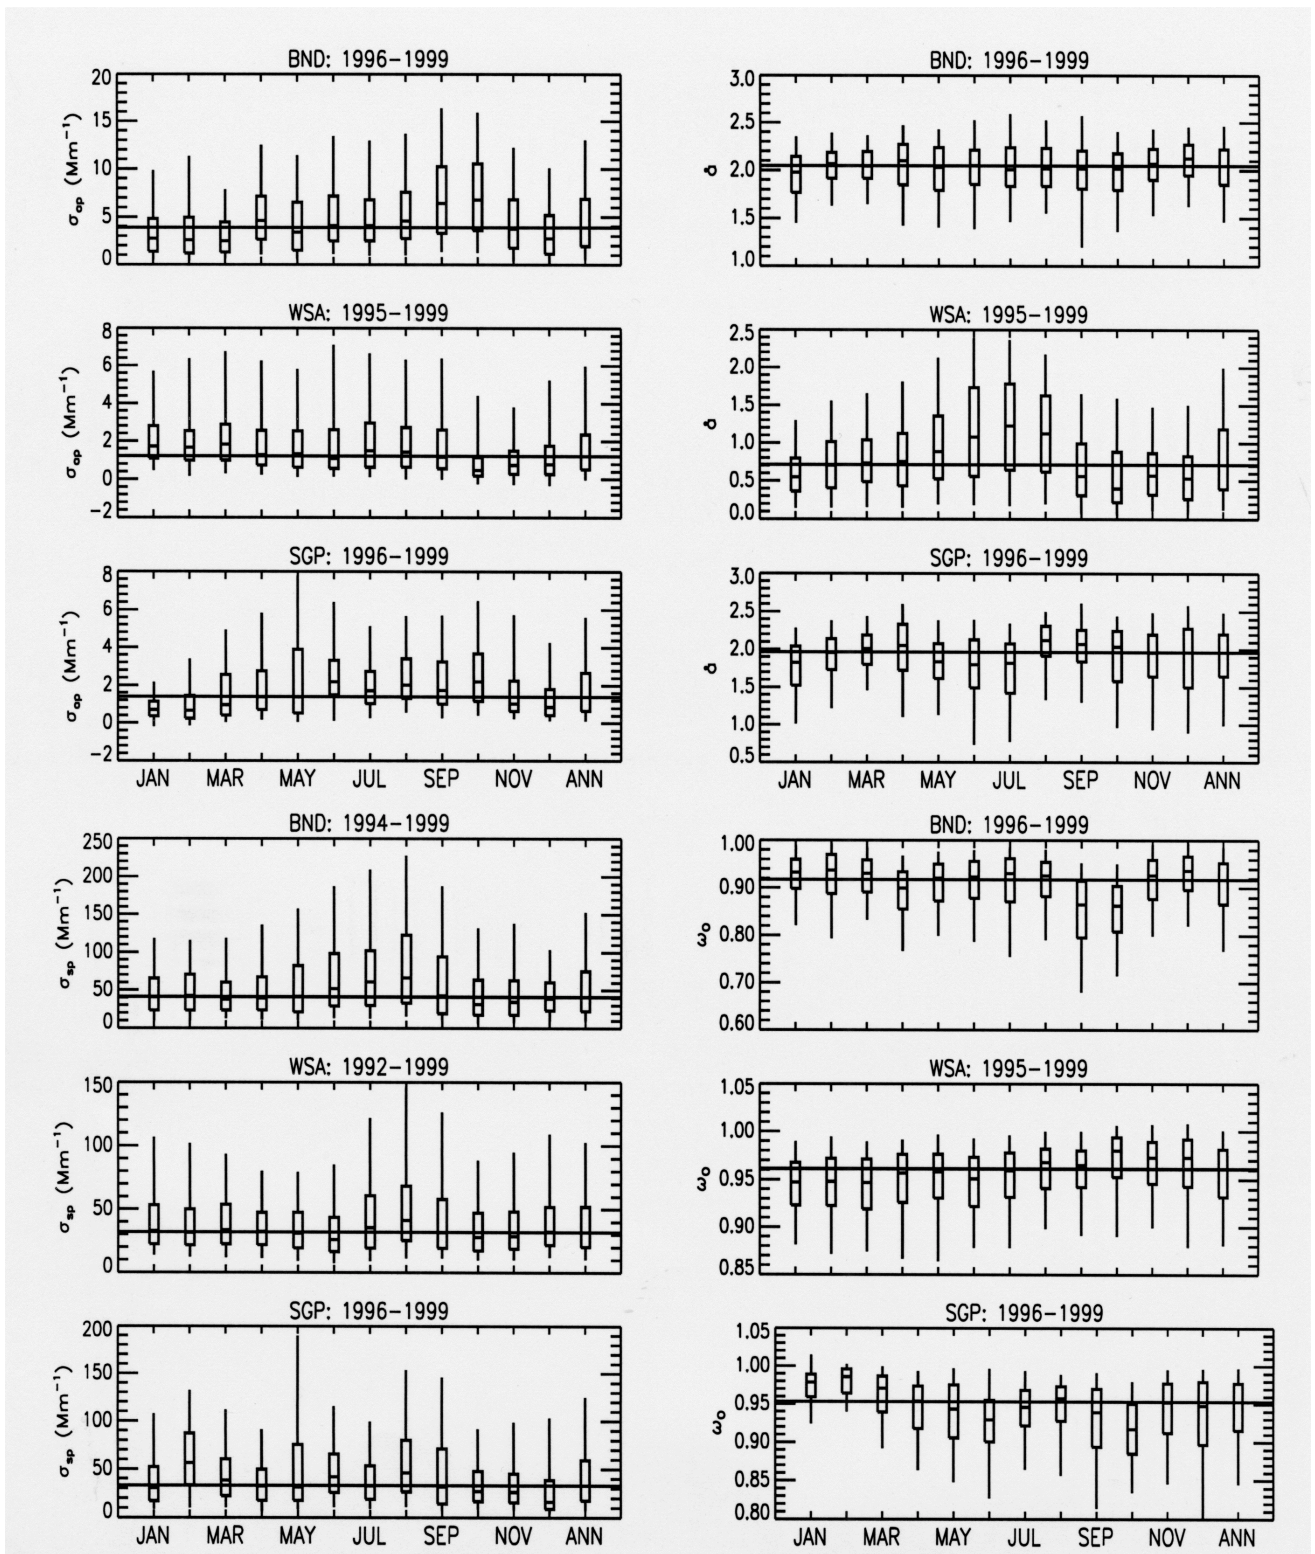 BND: 1996−1999
20
15
10
5
0
σap (Mm−1)
WSA: 1995−1999
8
6
4
2
0
−2
σap (Mm−1)
SGP: 1996−1999
8
6
4
2
0
−2
σap (Mm−1)
JAN MAR MAY JUL SEP NOV ANN
BND: 1994−1999
250
200
150
100
50
0
σsp (Mm−1)
WSA: 1992−1999
150
100
50
0
σsp (Mm−1)
SGP: 1996−1999
200
150
100
50
0
σsp (Mm−1)
JAN MAR MAY JUL SEP NOV ANN
BND: 1996−1999
3.0
2.5
2.0
1.5
1.0
å
WSA: 1995−1999
2.5
2.0
1.5
1.0
0.5
0.0
å
SGP: 1996−1999
3.0
2.5
2.0
1.5
1.0
0.5
å
JAN MAR MAY JUL SEP NOV ANN
BND: 1996−1999
1.00
0.90
0.80
0.70
0.60
ωo
WSA: 1995−1999
1.05
1.00
0.95
0.90
0.85
ωo
SGP: 1996−1999
1.05
1.00
0.95
0.90
0.85
0.80
ωo
JAN MAR MAY JUL SEP NOV ANN